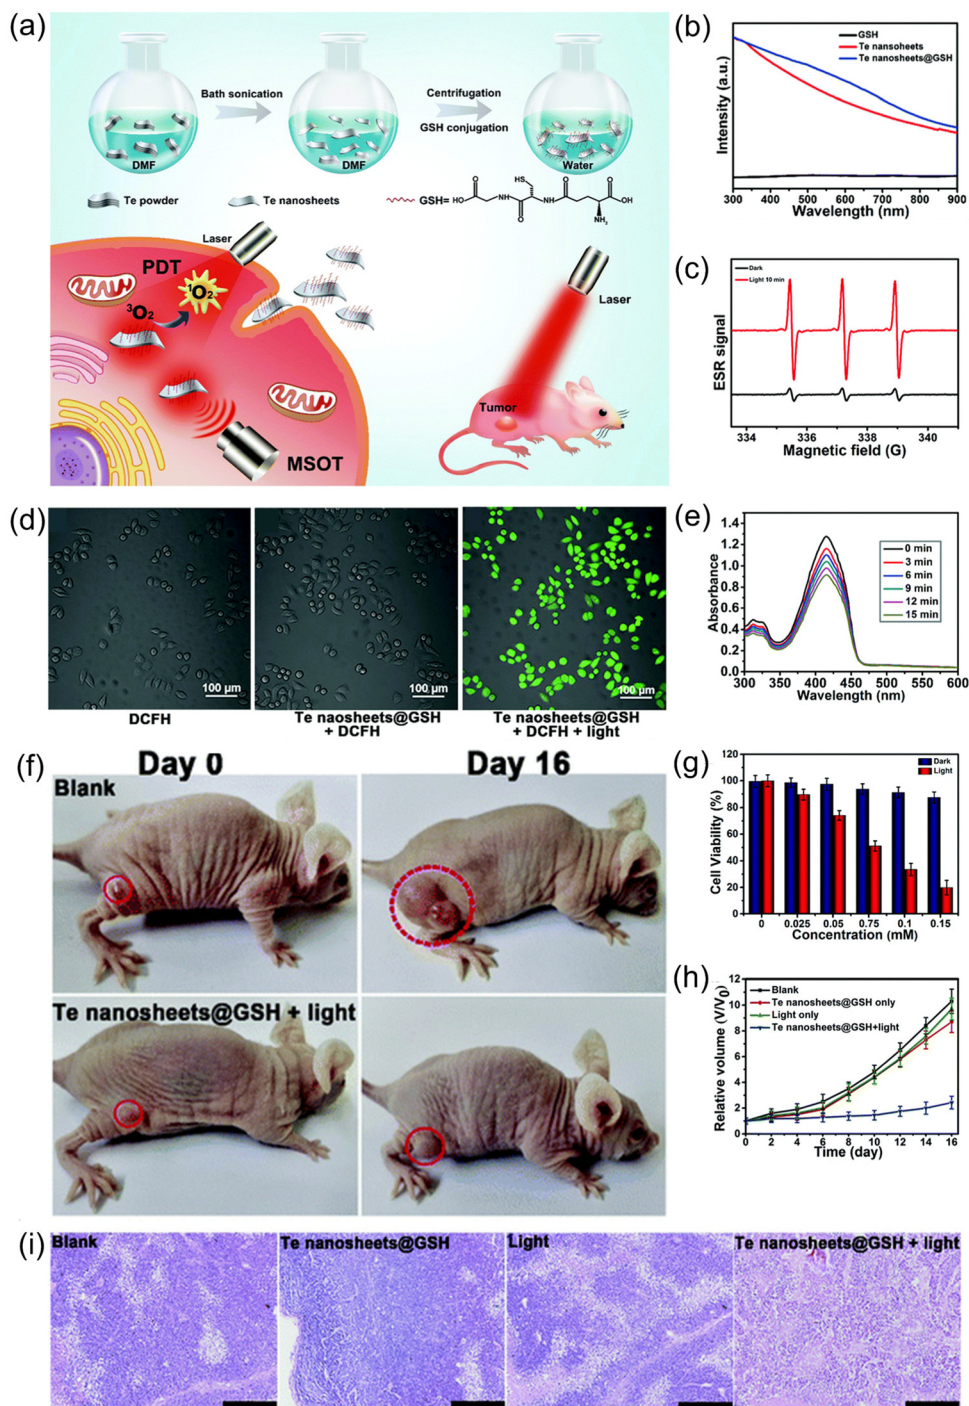 (a)
Bath sonication
Centrifugation
GSH conjugation
DMF
DMF
Water
Te powder
Te nanosheets
GSH=
HO
O
NH
O
HS
NH
O
O
OH
NH₂
Laser
PDT
¹O₂
³O₂
MSOT
Laser
Tumor
(b)
GSH
Te nansoheets
Te nanosheets@GSH
Intensity (a.u.)
300 400 500 600 700 800 900
Wavelength (nm)
(c)
Dark
Light 10 min
ESR signal
334 336 338 340
Magnetic field (G)
(d)
100 μm
100 μm
100 μm
DCFH
Te naosheets@GSH
+ DCFH
Te naosheets@GSH
+ DCFH + light
(e)
1.4
1.2
1.0
0.8
0.6
0.4
0.2
0.0
Absorbance
0 min
3 min
6 min
9 min
12 min
15 min
300 350 400 450 500 550 600
Wavelength (nm)
(f)
Day 0
Day 16
Blank
Te nanosheets@GSH + light
(g)
Dark
Light
120
100
80
60
40
20
0
Cell Viability (%)
0 0.025 0.05 0.75 0.1 0.15
Concentration (mM)
(h)
Blank
Te nanosheets@GSH only
Light only
Te nanosheets@GSH+light
12
10
8
6
4
2
0
Relative volume (V/V₀)
0 2 4 6 8 10 12 14 16
Time (day)
(i)
Blank
Te nanosheets@GSH
Light
Te nanosheets@GSH + light